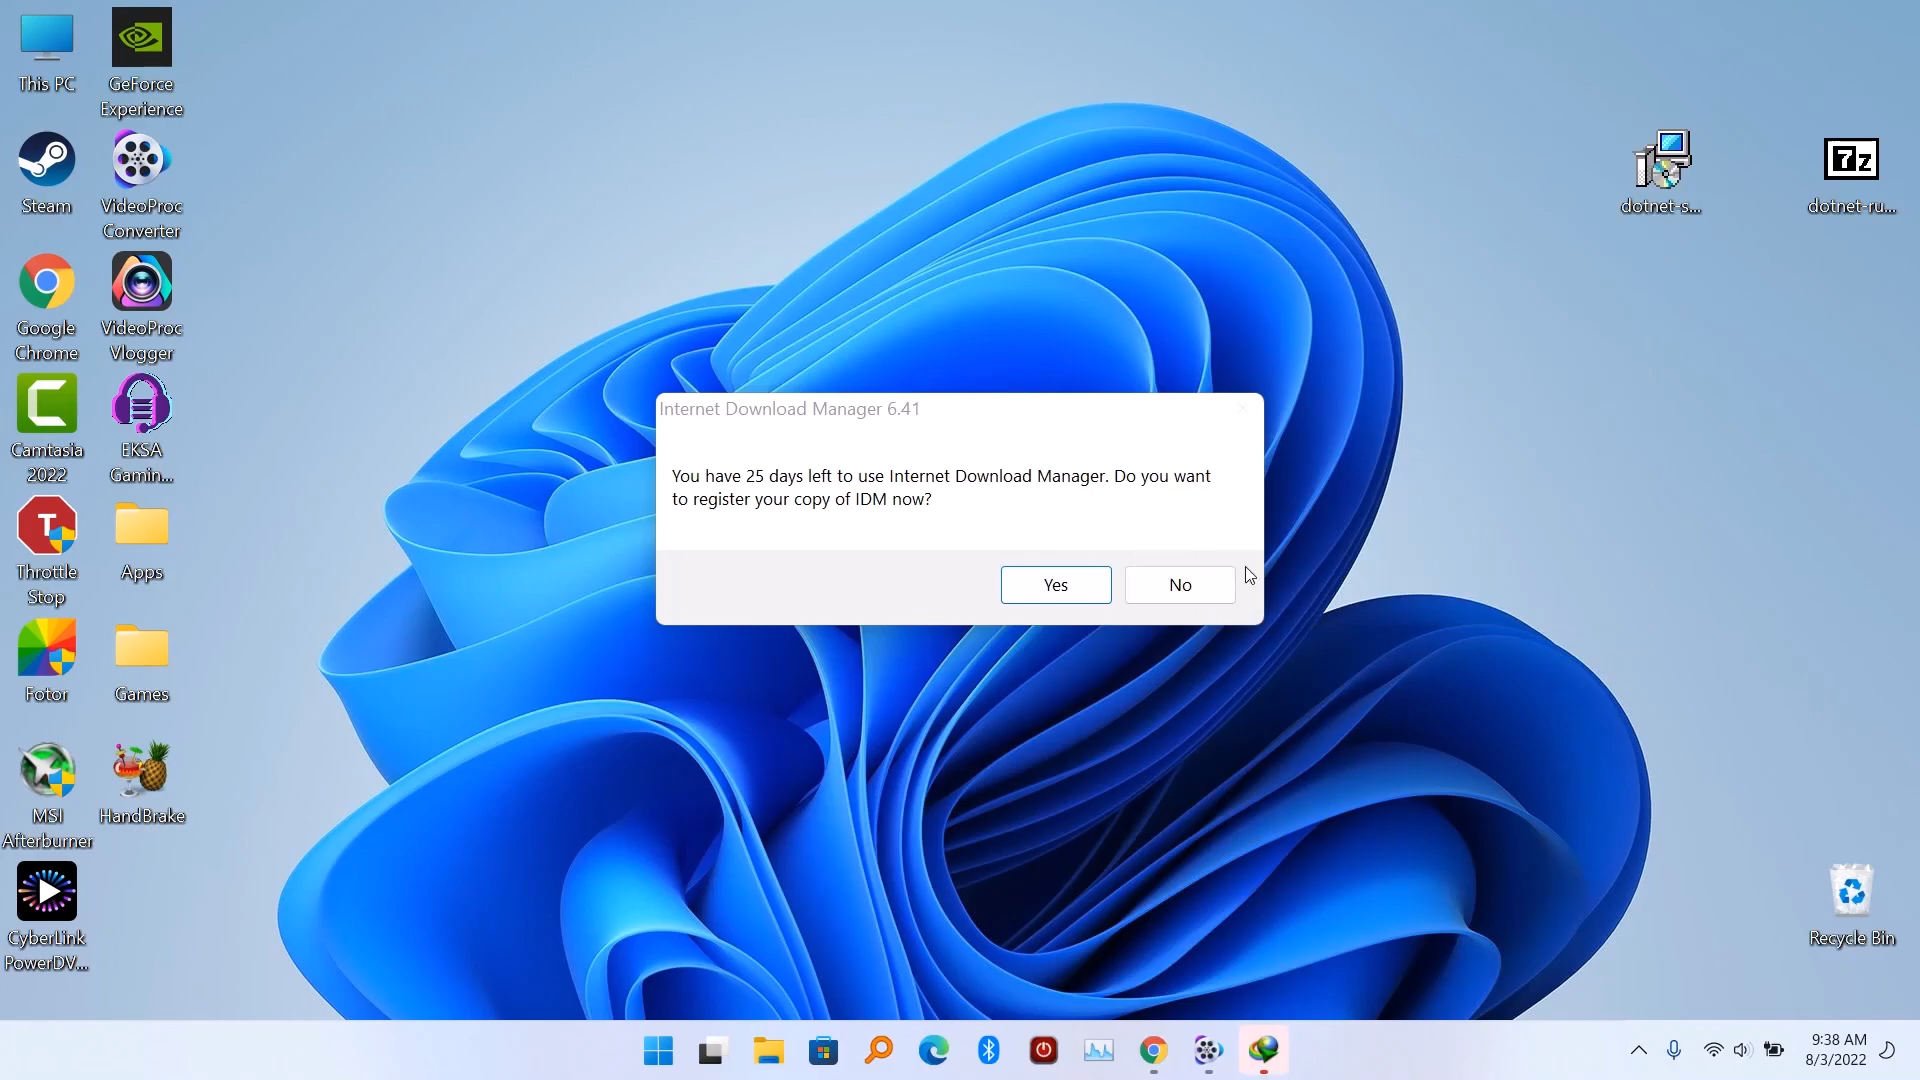 This PC
GeForce
Experience
Steam
VideoProc
Converter
Google
Chrome
VideoProc
Vlogger
Camtasia
2022
EKSA
Gamin...
T
Throttle
Stop
Apps
Fotor
Games
MSI
Afterburner
HandBrake
CyberLink
PowerDV...
dotnet-s...
7z
dotnet-ru...
Internet Download Manager 6.41
You have 25 days left to use Internet Download Manager. Do you want
to register your copy of IDM now?
Yes
No
Recycle Bin
9:38 AM
8/3/2022